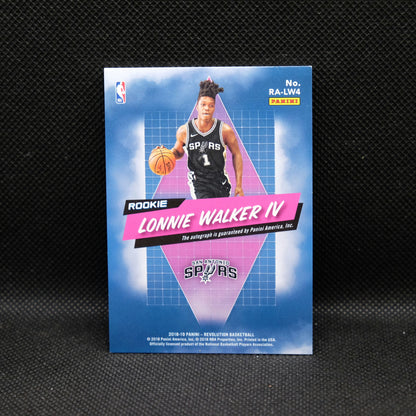 No.
RA-LW4
PANINI
NBA
SPURS
1
ROOKIE
LONNIE WALKER IV
The autograph is guaranteed by Panini America, Inc.
SAN ANTONIO
SPURS
2018-19 PANINI – REVOLUTION BASKETBALL
© 2018 Panini America, Inc. © 2018 NBA Properties, Inc. Printed in the USA.
Officially licensed product of the National Basketball Players Association.